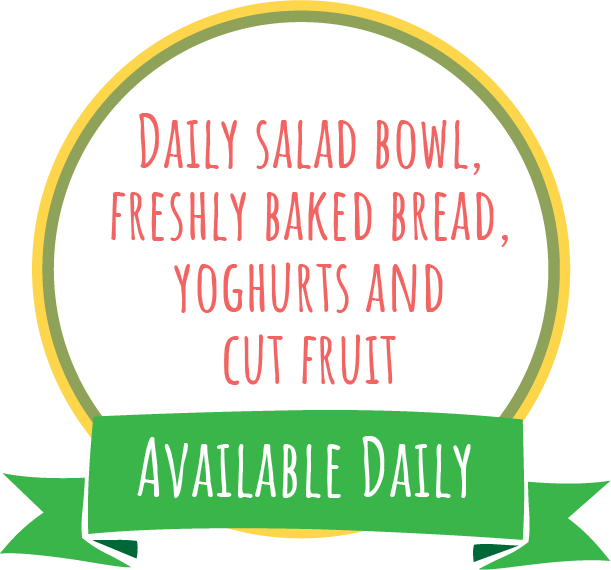 Daily salad bowl,
freshly baked bread,
yoghurts and
cut fruit
Available Daily